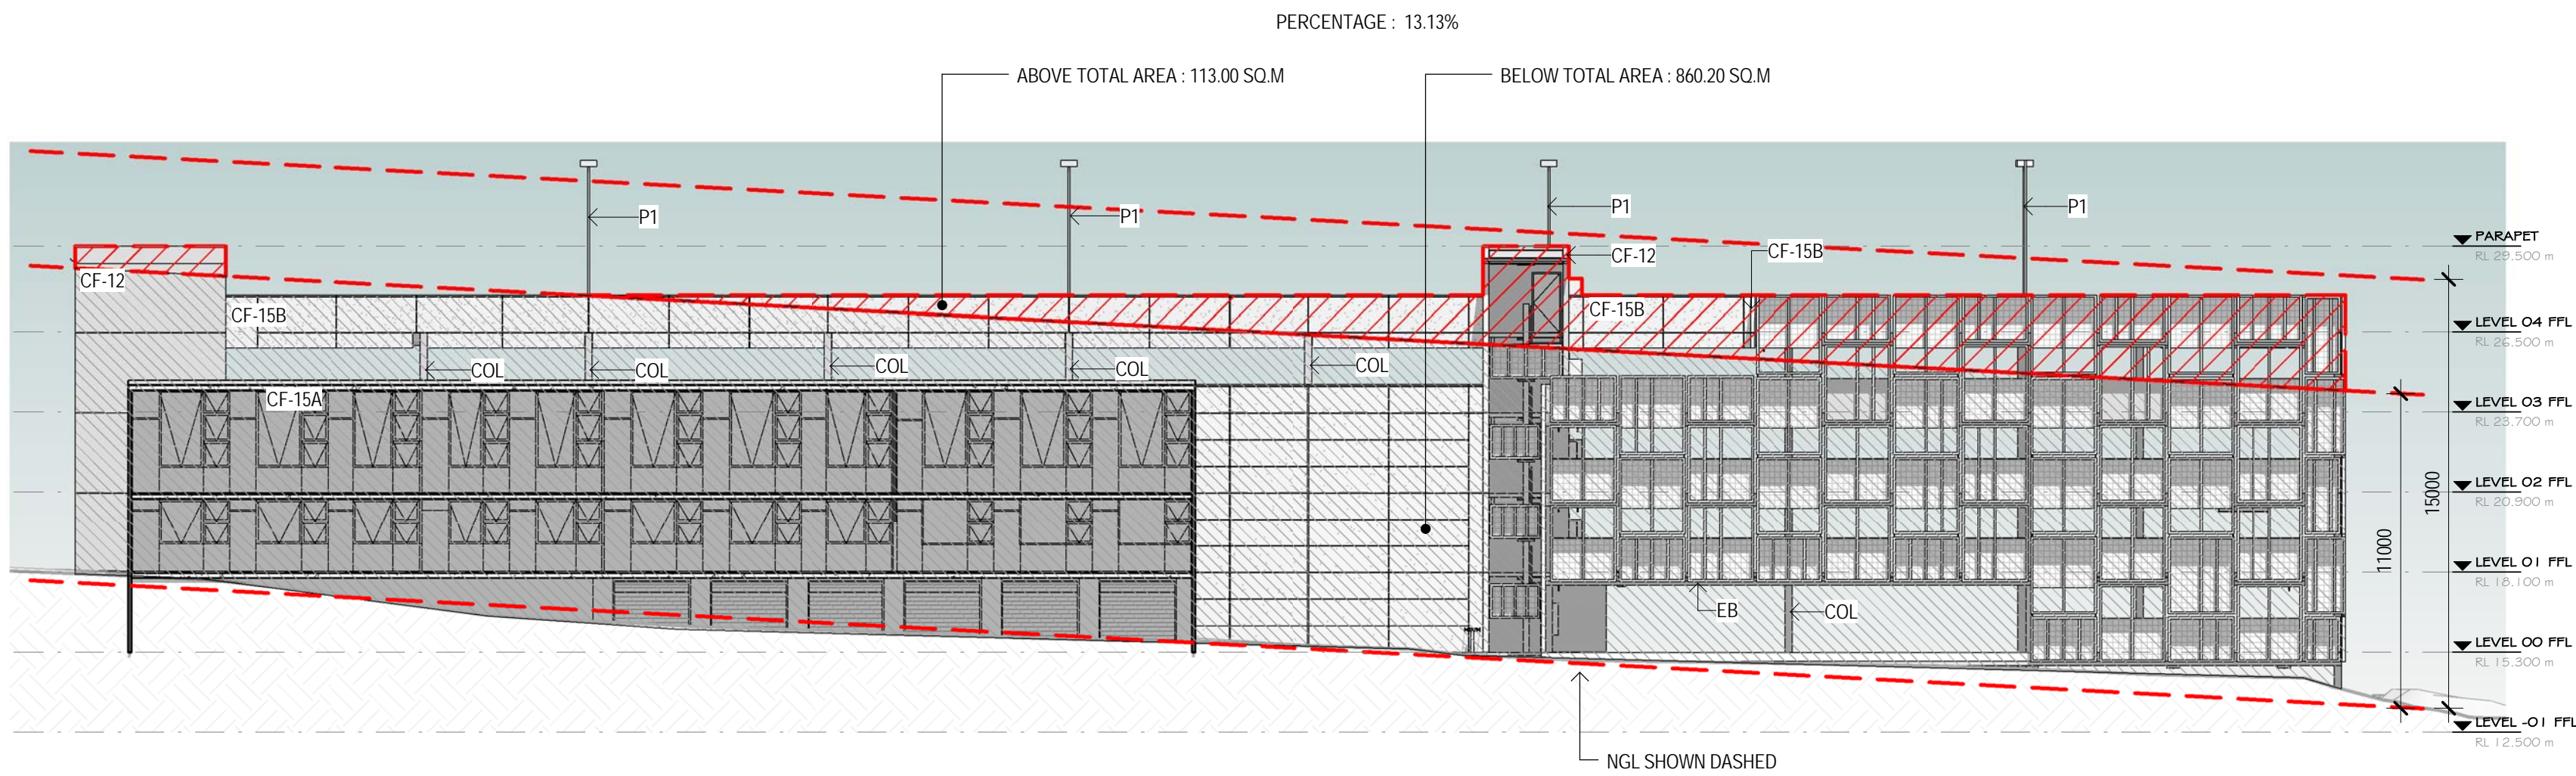 PERCENTAGE : 13.13%
ABOVE TOTAL AREA : 113.00 SQ.M
BELOW TOTAL AREA : 860.20 SQ.M
P1
P1
P1
P1
PARAPET
RL 29.500 m
CF-12
CF-12
CF-15B
CF-15B
CF-15B
LEVEL 04 FFL
RL 26.500 m
COL
COL
COL
COL
COL
CF-15A
LEVEL 03 FFL
RL 23.700 m
LEVEL 02 FFL
RL 20.900 m
15000
11000
LEVEL 01 FFL
RL 18.100 m
EB
COL
LEVEL 00 FFL
RL 15.300 m
LEVEL -01 FFL
RL 12.500 m
NGL SHOWN DASHED